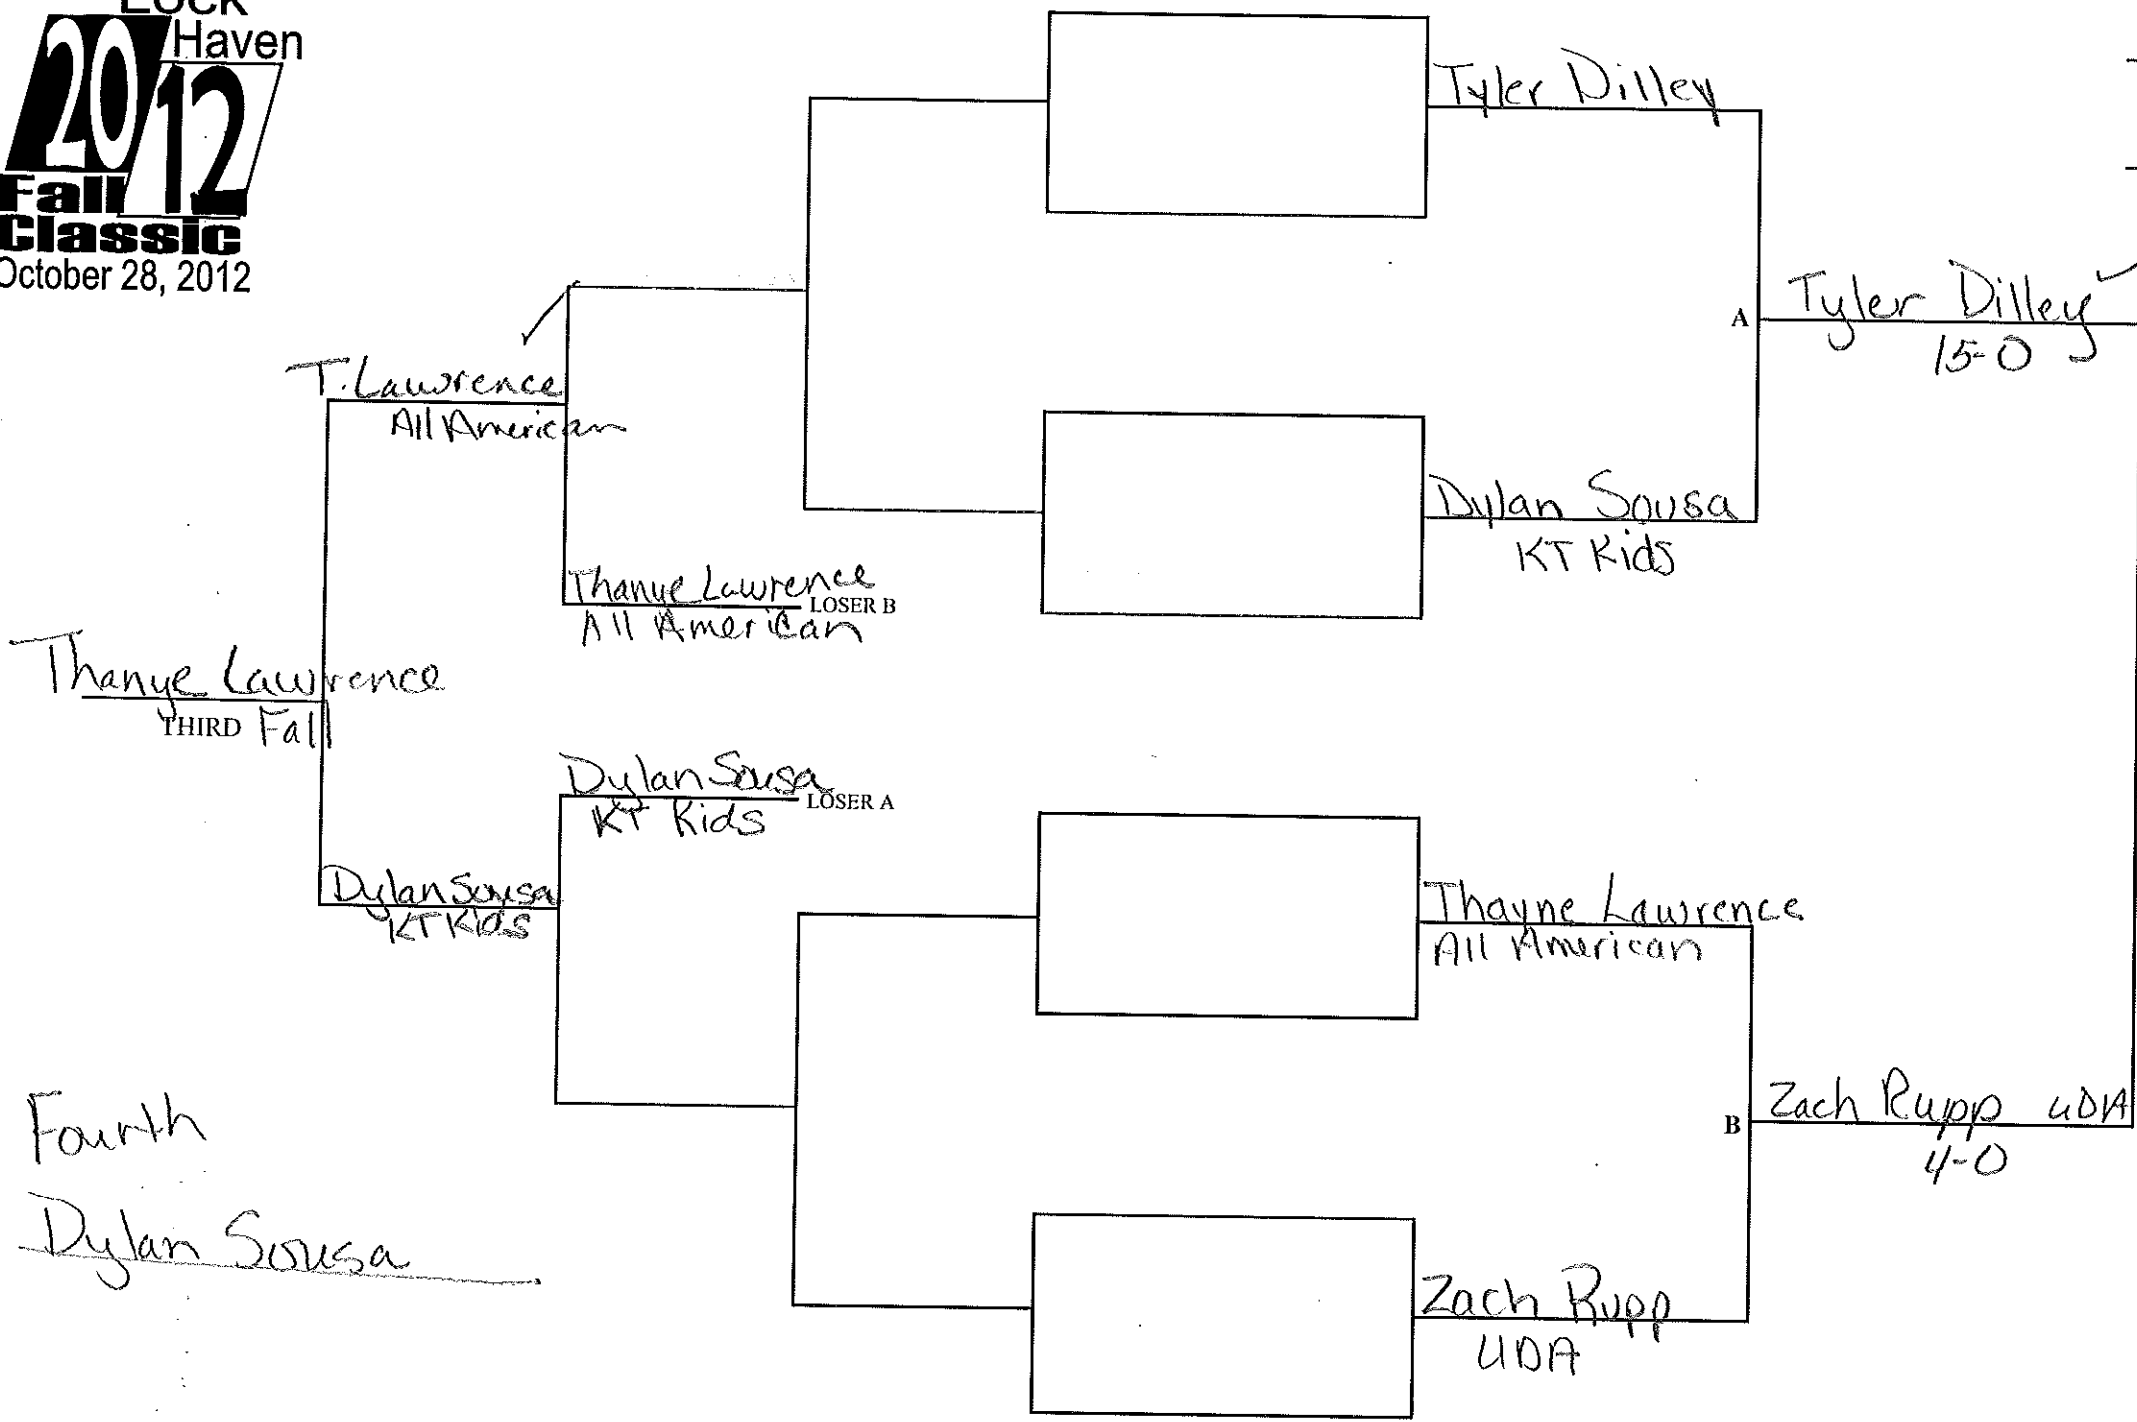 Lock
Haven
2012
Fall
Classic
October 28, 2012
Tyler Dilley
Tyler Dilley
A
15-0
T. Lawrence
All American
Dylan Sousa
KT Kids
Thanye Lawrence
LOSER B
All American
Thanye Lawrence
THIRD Fall
Dylan Sousa
LOSER A
KT Kids
Dylan Sousa
KT Kids
Thayne Lawrence
All American
Zach Rupp UDA
B
4-0
Fourth
Dylan Sousa
Zach Rupp
UDA